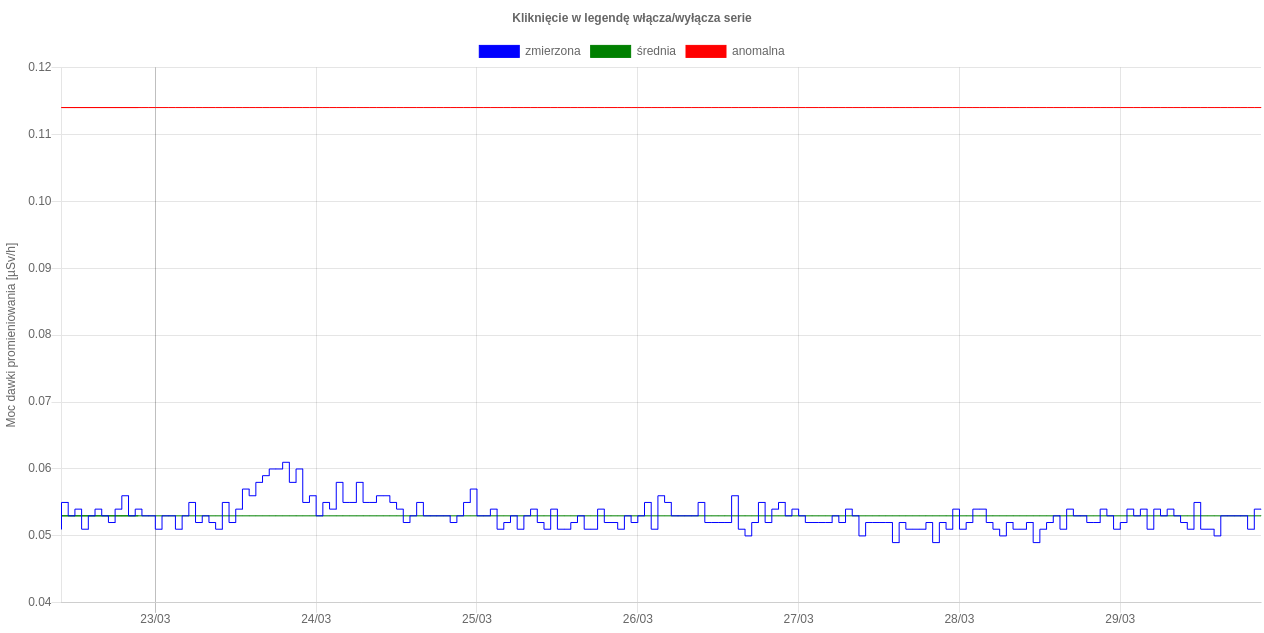 Kliknięcie w legendę włącza/wyłącza serie
zmierzona średnia anomalna
0.12
0.11
0.10
0.09
0.08
0.07
0.06
0.05
0.04
Moc dawki promieniowania [µSv/h]
23/03 24/03 25/03 26/03 27/03 28/03 29/03